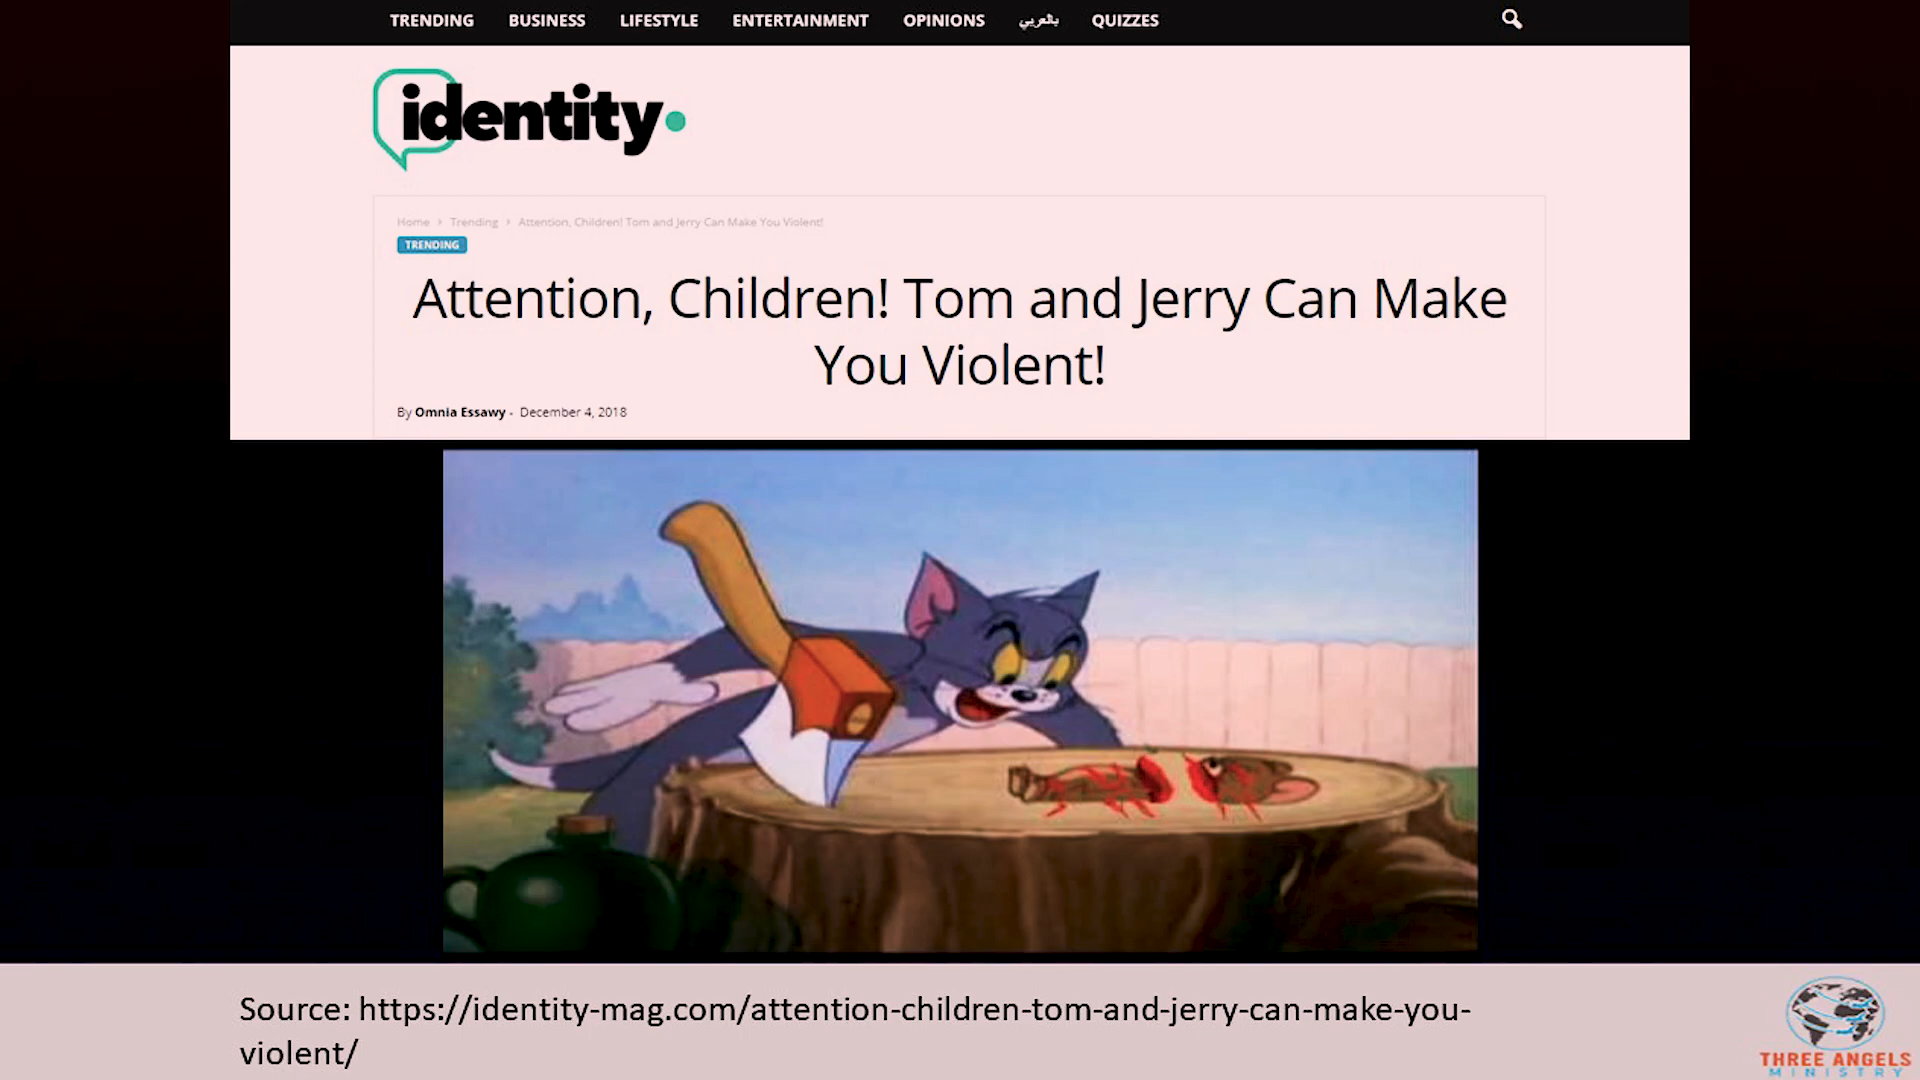 TRENDING BUSINESS LIFESTYLE ENTERTAINMENT OPINIONS بالعربي QUIZZES
identity
Home > Trending > Attention, Children! Tom and Jerry Can Make You Violent!
TRENDING
Attention, Children! Tom and Jerry Can Make
You Violent!
By Omnia Essawy - December 4, 2018
Source: https://identity-mag.com/attention-children-tom-and-jerry-can-make-you-
violent/
THREE ANGELS
MINISTRY